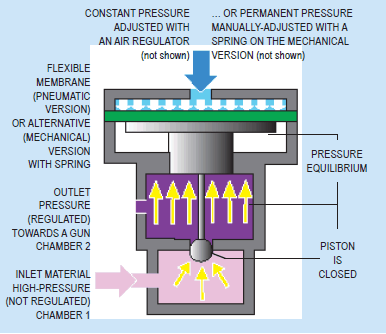 CONSTANT PRESSURE
ADJUSTED WITH
AN AIR REGULATOR
(not shown)
... OR PERMANENT PRESSURE
MANUALLY-ADJUSTED WITH A
SPRING ON THE MECHANICAL
VERSION (not shown)
FLEXIBLE
MEMBRANE
(PNEUMATIC
VERSION)
OR ALTERNATIVE
(MECHANICAL)
VERSION
WITH SPRING
OUTLET
PRESSURE
(REGULATED)
TOWARDS A GUN
CHAMBER 2
INLET MATERIAL
HIGH-PRESSURE
(NOT REGULATED)
CHAMBER 1
PRESSURE
EQUILIBRIUM
PISTON
IS
CLOSED